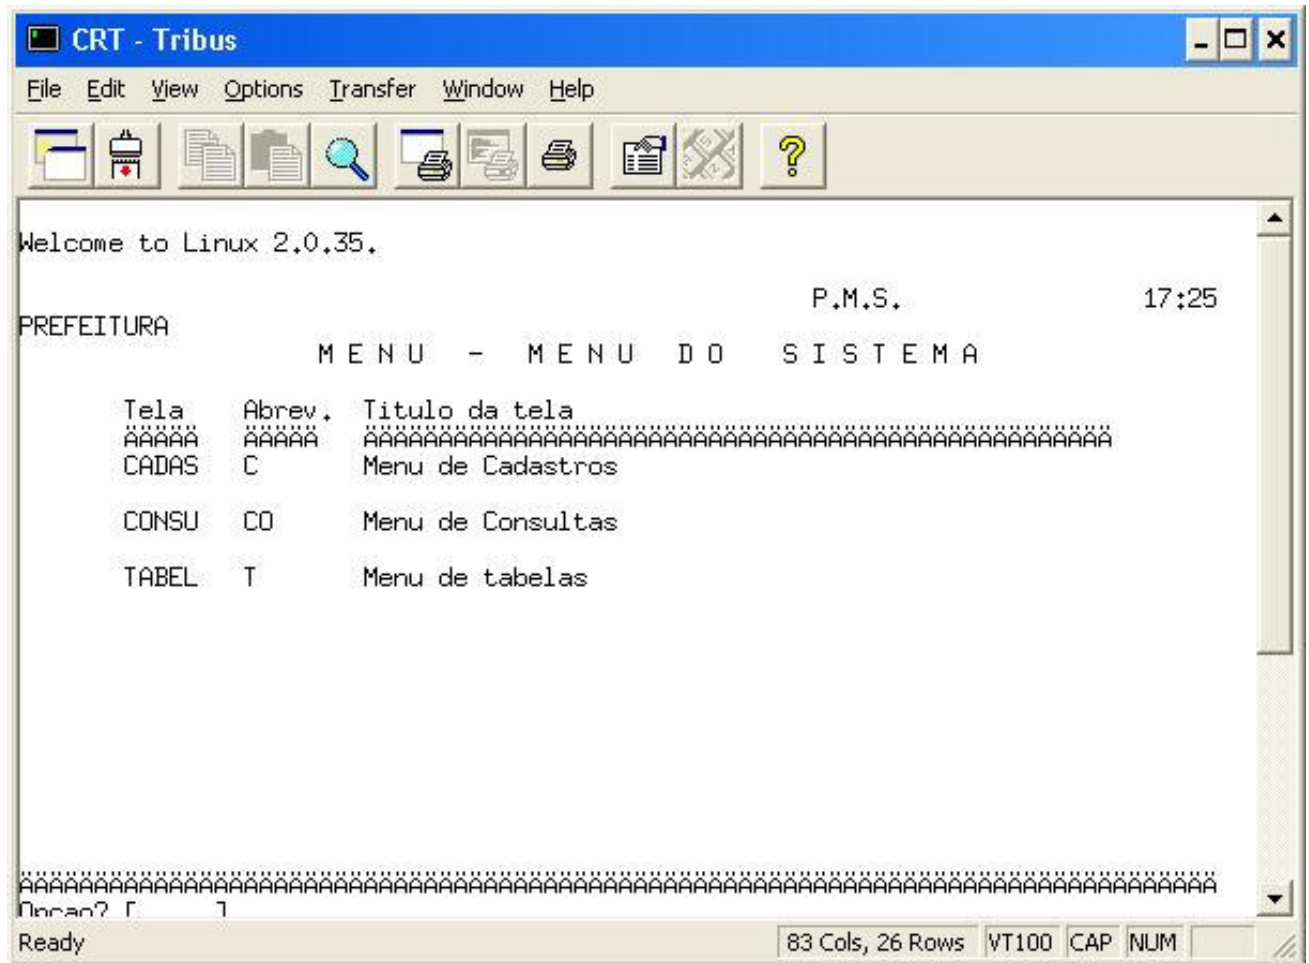 CRT - Tribus
File Edit View Options Transfer Window Help
Welcome to Linux 2.0.35.
P.M.S. 17:25
PREFEITURA
M E N U - M E N U D O S I S T E M A
Tela Abrev. Titulo da tela
ÄÄÄÄÄ ÄÄÄÄÄ ÄÄÄÄÄÄÄÄÄÄÄÄÄÄÄÄÄÄÄÄÄÄÄÄÄÄÄÄÄÄÄÄÄÄÄÄÄÄÄÄÄÄÄÄÄÄ
CADAS C Menu de Cadastros
CONSU CO Menu de Consultas
TABEL T Menu de tabelas
ÄÄÄÄÄÄÄÄÄÄÄÄÄÄÄÄÄÄÄÄÄÄÄÄÄÄÄÄÄÄÄÄÄÄÄÄÄÄÄÄÄÄÄÄÄÄÄÄÄÄÄÄÄÄÄÄÄÄÄÄÄÄÄÄÄÄÄÄÄÄÄÄÄÄÄÄÄÄÄÄ
Opcao? [ ]
Ready 83 Cols, 26 Rows VT100 CAP NUM